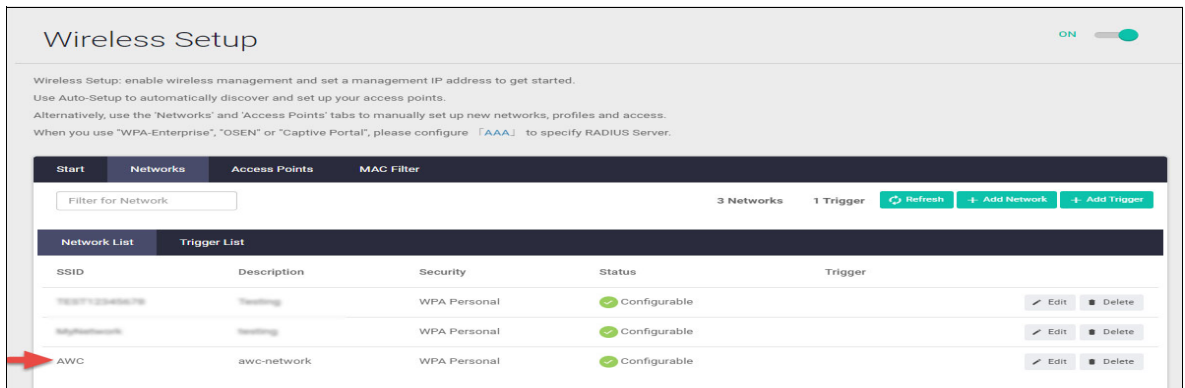 Wireless Setup
ON
Wireless Setup: enable wireless management and set a management IP address to get started.
Use Auto-Setup to automatically discover and set up your access points.
Alternatively, use the 'Networks' and 'Access Points' tabs to manually set up new networks, profiles and access.
When you use "WPA-Enterprise", "OSEN" or "Captive Portal", please configure 「AAA」 to specify RADIUS Server.
Start Networks Access Points MAC Filter
Filter for Network 3 Networks 1 Trigger Refresh + Add Network + Add Trigger
Network List Trigger List
SSID Description Security Status Trigger
WPA Personal Configurable Edit Delete
WPA Personal Configurable Edit Delete
AWC awc-network WPA Personal Configurable Edit Delete